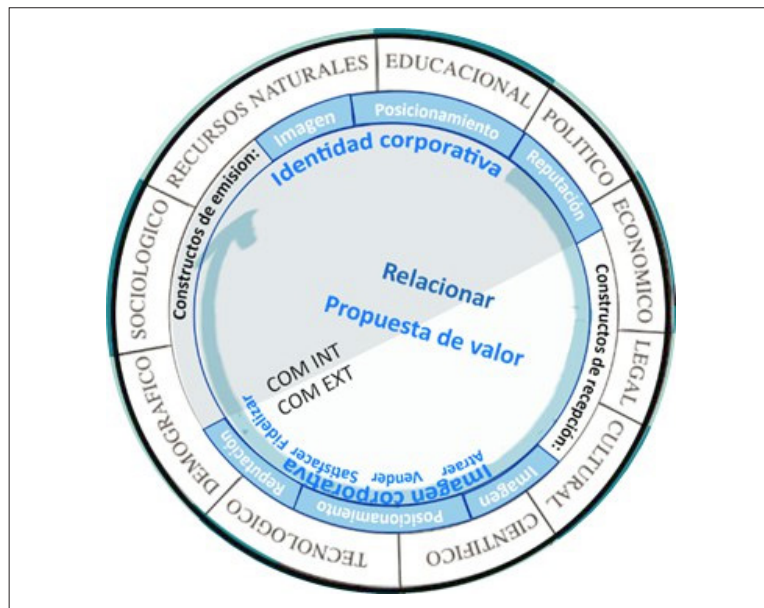 EDUCACIONAL
POLITICO
ECONOMICO
LEGAL
CULTURAL
CIENTIFICO
TECNOLOGICO
DEMOGRAFICO
SOCIOLOGICO
RECURSOS NATURALES
Constructos de emision:
Imagen
Posicionamiento
Reputación
Identidad corporativa
Relacionar
Propuesta de valor
COM INT
COM EXT
Constructos de recepción:
Imagen
Posicionamiento
Reputación
Atraer
Vender
Satisfacer
Fidelizar
Imagen corporativa